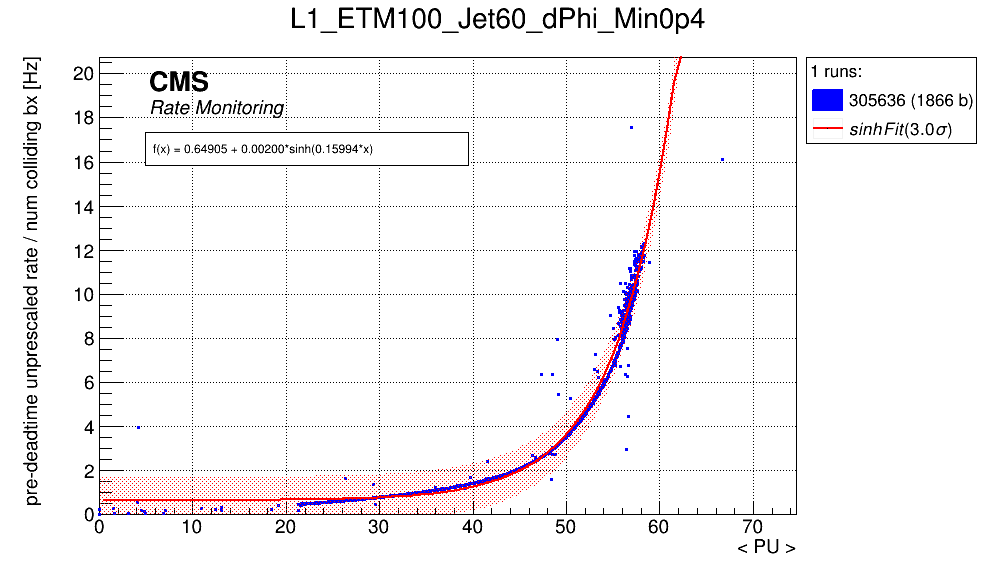 L1_ETM100_Jet60_dPhi_Min0p4
pre-deadtime unprescaled rate / num colliding bx [Hz]
CMS
Rate Monitoring
f(x) = 0.64905 + 0.00200*sinh(0.15994*x)
1 runs:
305636 (1866 b)
sinhFit(3.0σ)
20
18
16
14
12
10
8
6
4
2
0
0 10 20 30 40 50 60 70
< PU >